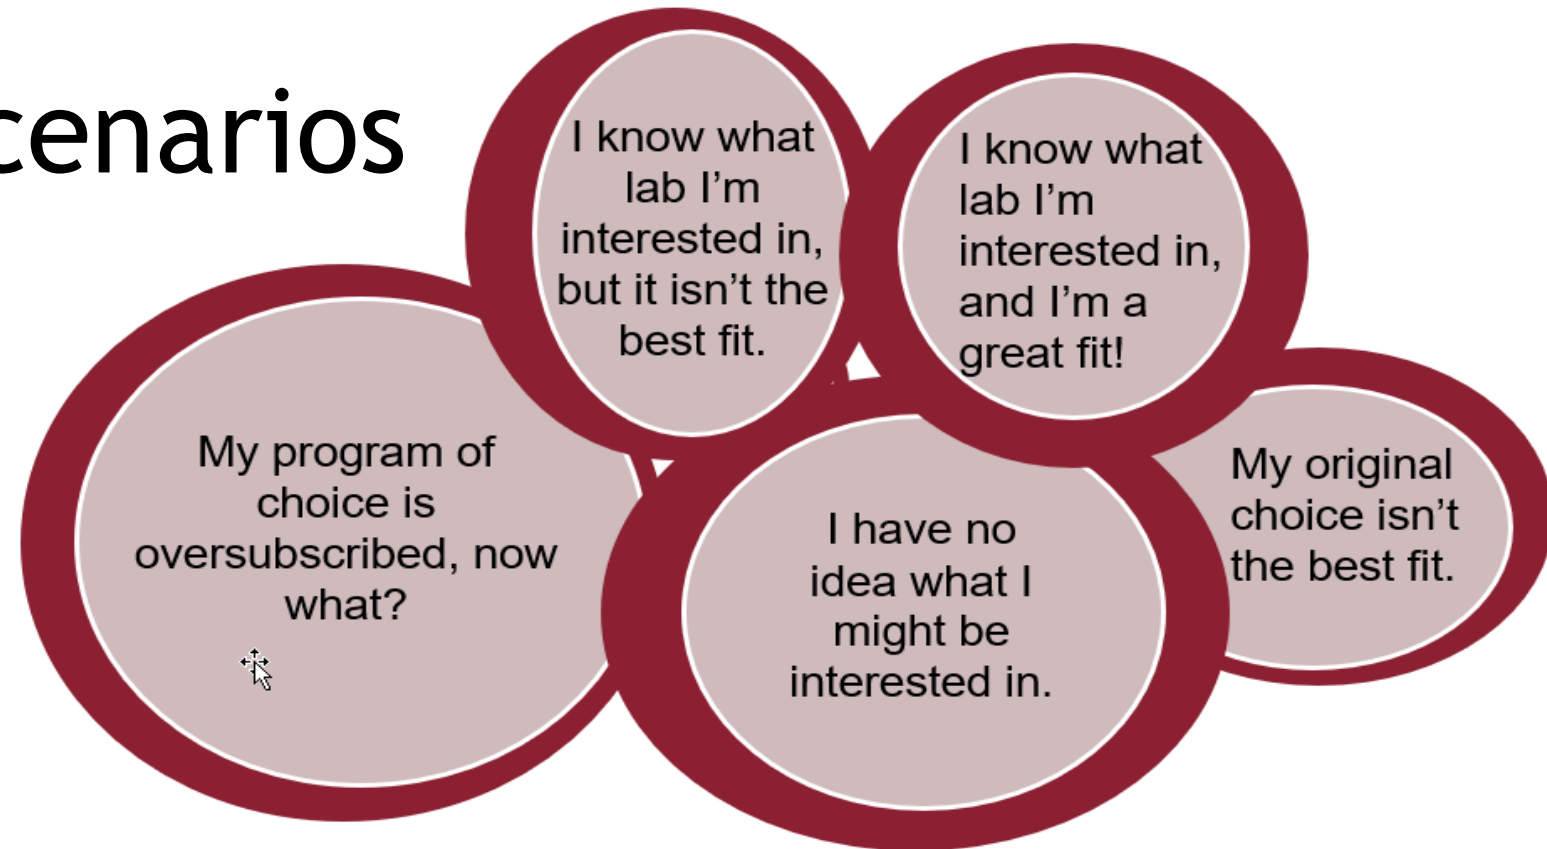 cenarios
I know what
lab I’m
interested in,
but it isn’t the
best fit.
I know what
lab I’m
interested in,
and I’m a
great fit!
My program of
choice is
oversubscribed, now
what?
I have no
idea what I
might be
interested in.
My original
choice isn’t
the best fit.